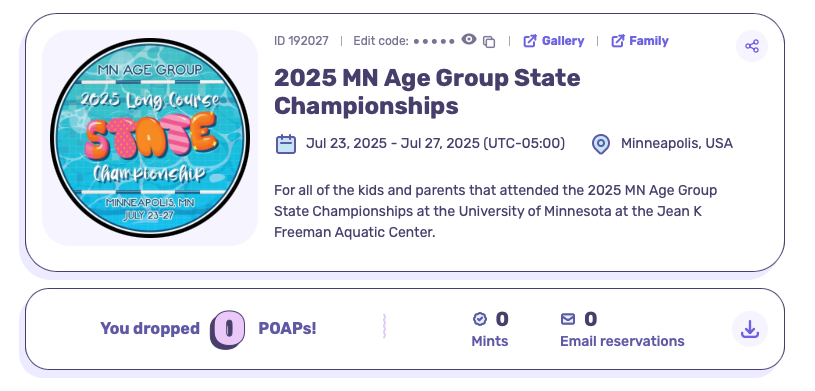 MN AGE GROUP
2025 Long Course
STATE
Championship
MINNEAPOLIS, MN
JULY 23-27
ID 192027 | Edit code: ••••• | Gallery | Family
2025 MN Age Group State
Championships
Jul 23, 2025 - Jul 27, 2025 (UTC-05:00) Minneapolis, USA
For all of the kids and parents that attended the 2025 MN Age Group
State Championships at the University of Minnesota at the Jean K
Freeman Aquatic Center.
You dropped 0 POAPs!
0 0
Mints Email reservations